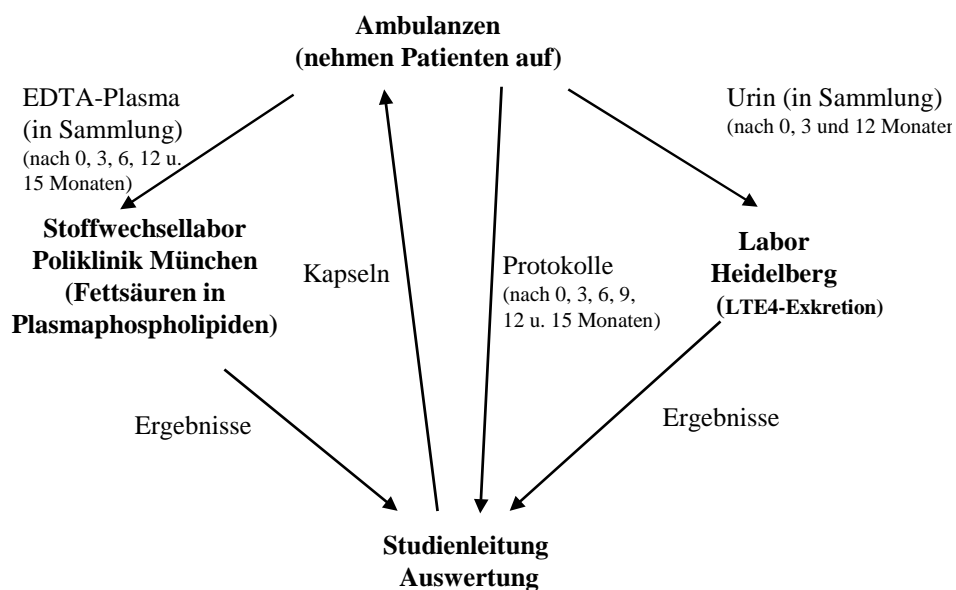 Ambulanzen
(nehmen Patienten auf)
EDTA-Plasma
(in Sammlung)
(nach 0, 3, 6, 12 u.
15 Monaten)
Urin (in Sammlung)
(nach 0, 3 und 12 Monaten
Stoffwechsellabor
Poliklinik München
(Fettsäuren in
Plasmaphospholipiden)
Kapseln
Protokolle
(nach 0, 3, 6, 9,
12 u. 15 Monaten)
Labor
Heidelberg
(LTE4-Exkretion)
Ergebnisse
Ergebnisse
Studienleitung
Auswertung